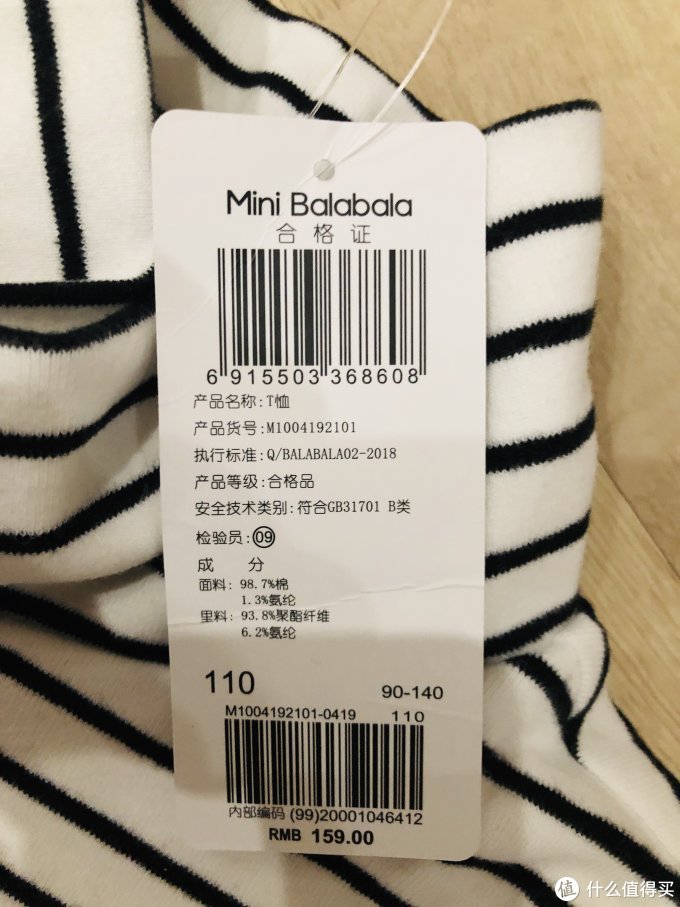 Mini Balabala
合格证
6 915503 368608
产品名称:T恤
产品货号:M1004192101
执行标准:Q/BALABALA02-2018
产品等级:合格品
安全技术类别:符合GB31701 B类
检验员:09
成 分
面料: 98.7%棉
1.3%氨纶
里料: 93.8%聚酯纤维
6.2%氨纶
110 90-140
M1004192101-0419 110
内部编码 (99)20001046412
RMB 159.00
值 什么值得买